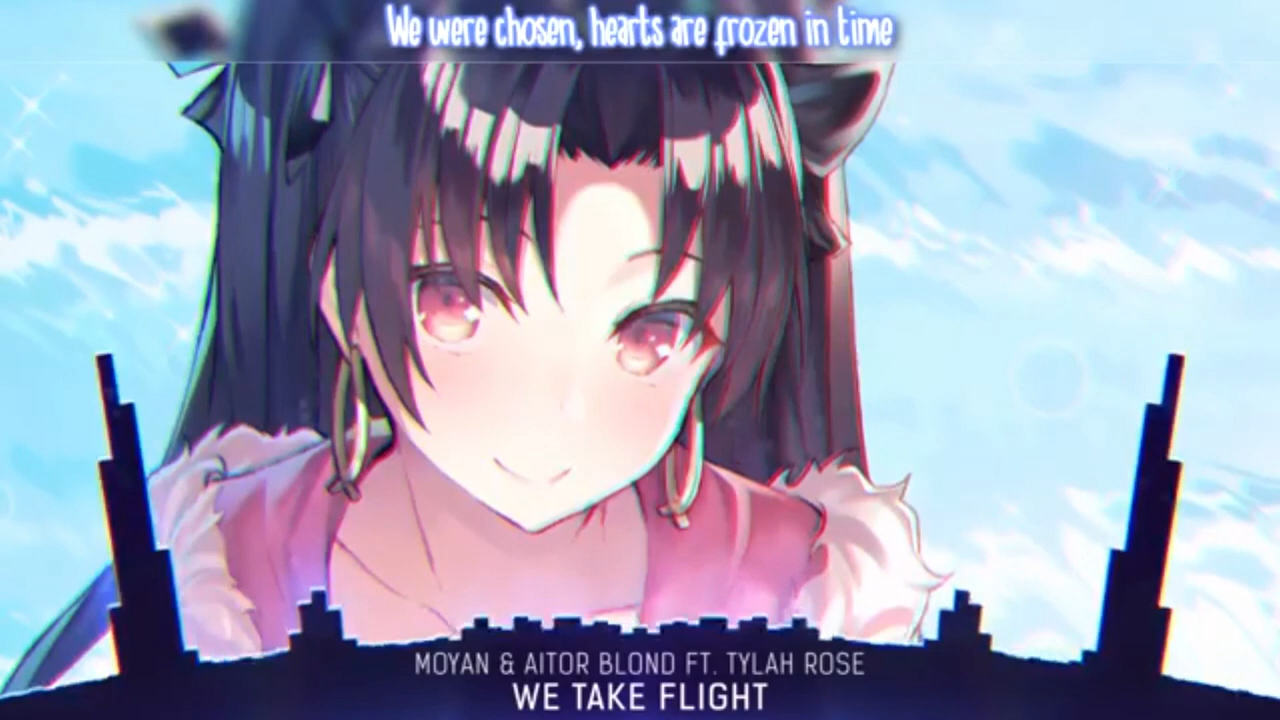 We were chosen, hearts are frozen in time
MOYAN & AITOR BLOND FT. TYLAH ROSE
WE TAKE FLIGHT